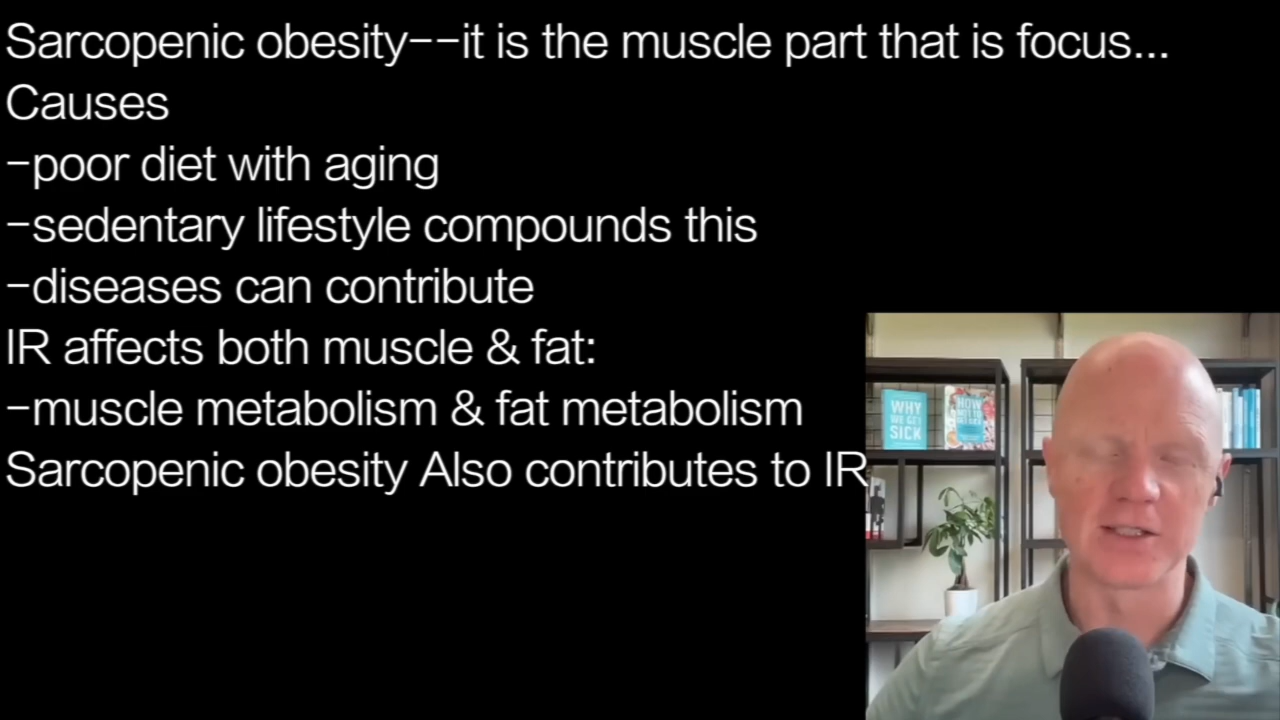 Sarcopenic obesity--it is the muscle part that is focus...
Causes
-poor diet with aging
-sedentary lifestyle compounds this
-diseases can contribute
IR affects both muscle & fat:
-muscle metabolism & fat metabolism
Sarcopenic obesity Also contributes to IR
WHY
WE GET
SICK
HOW